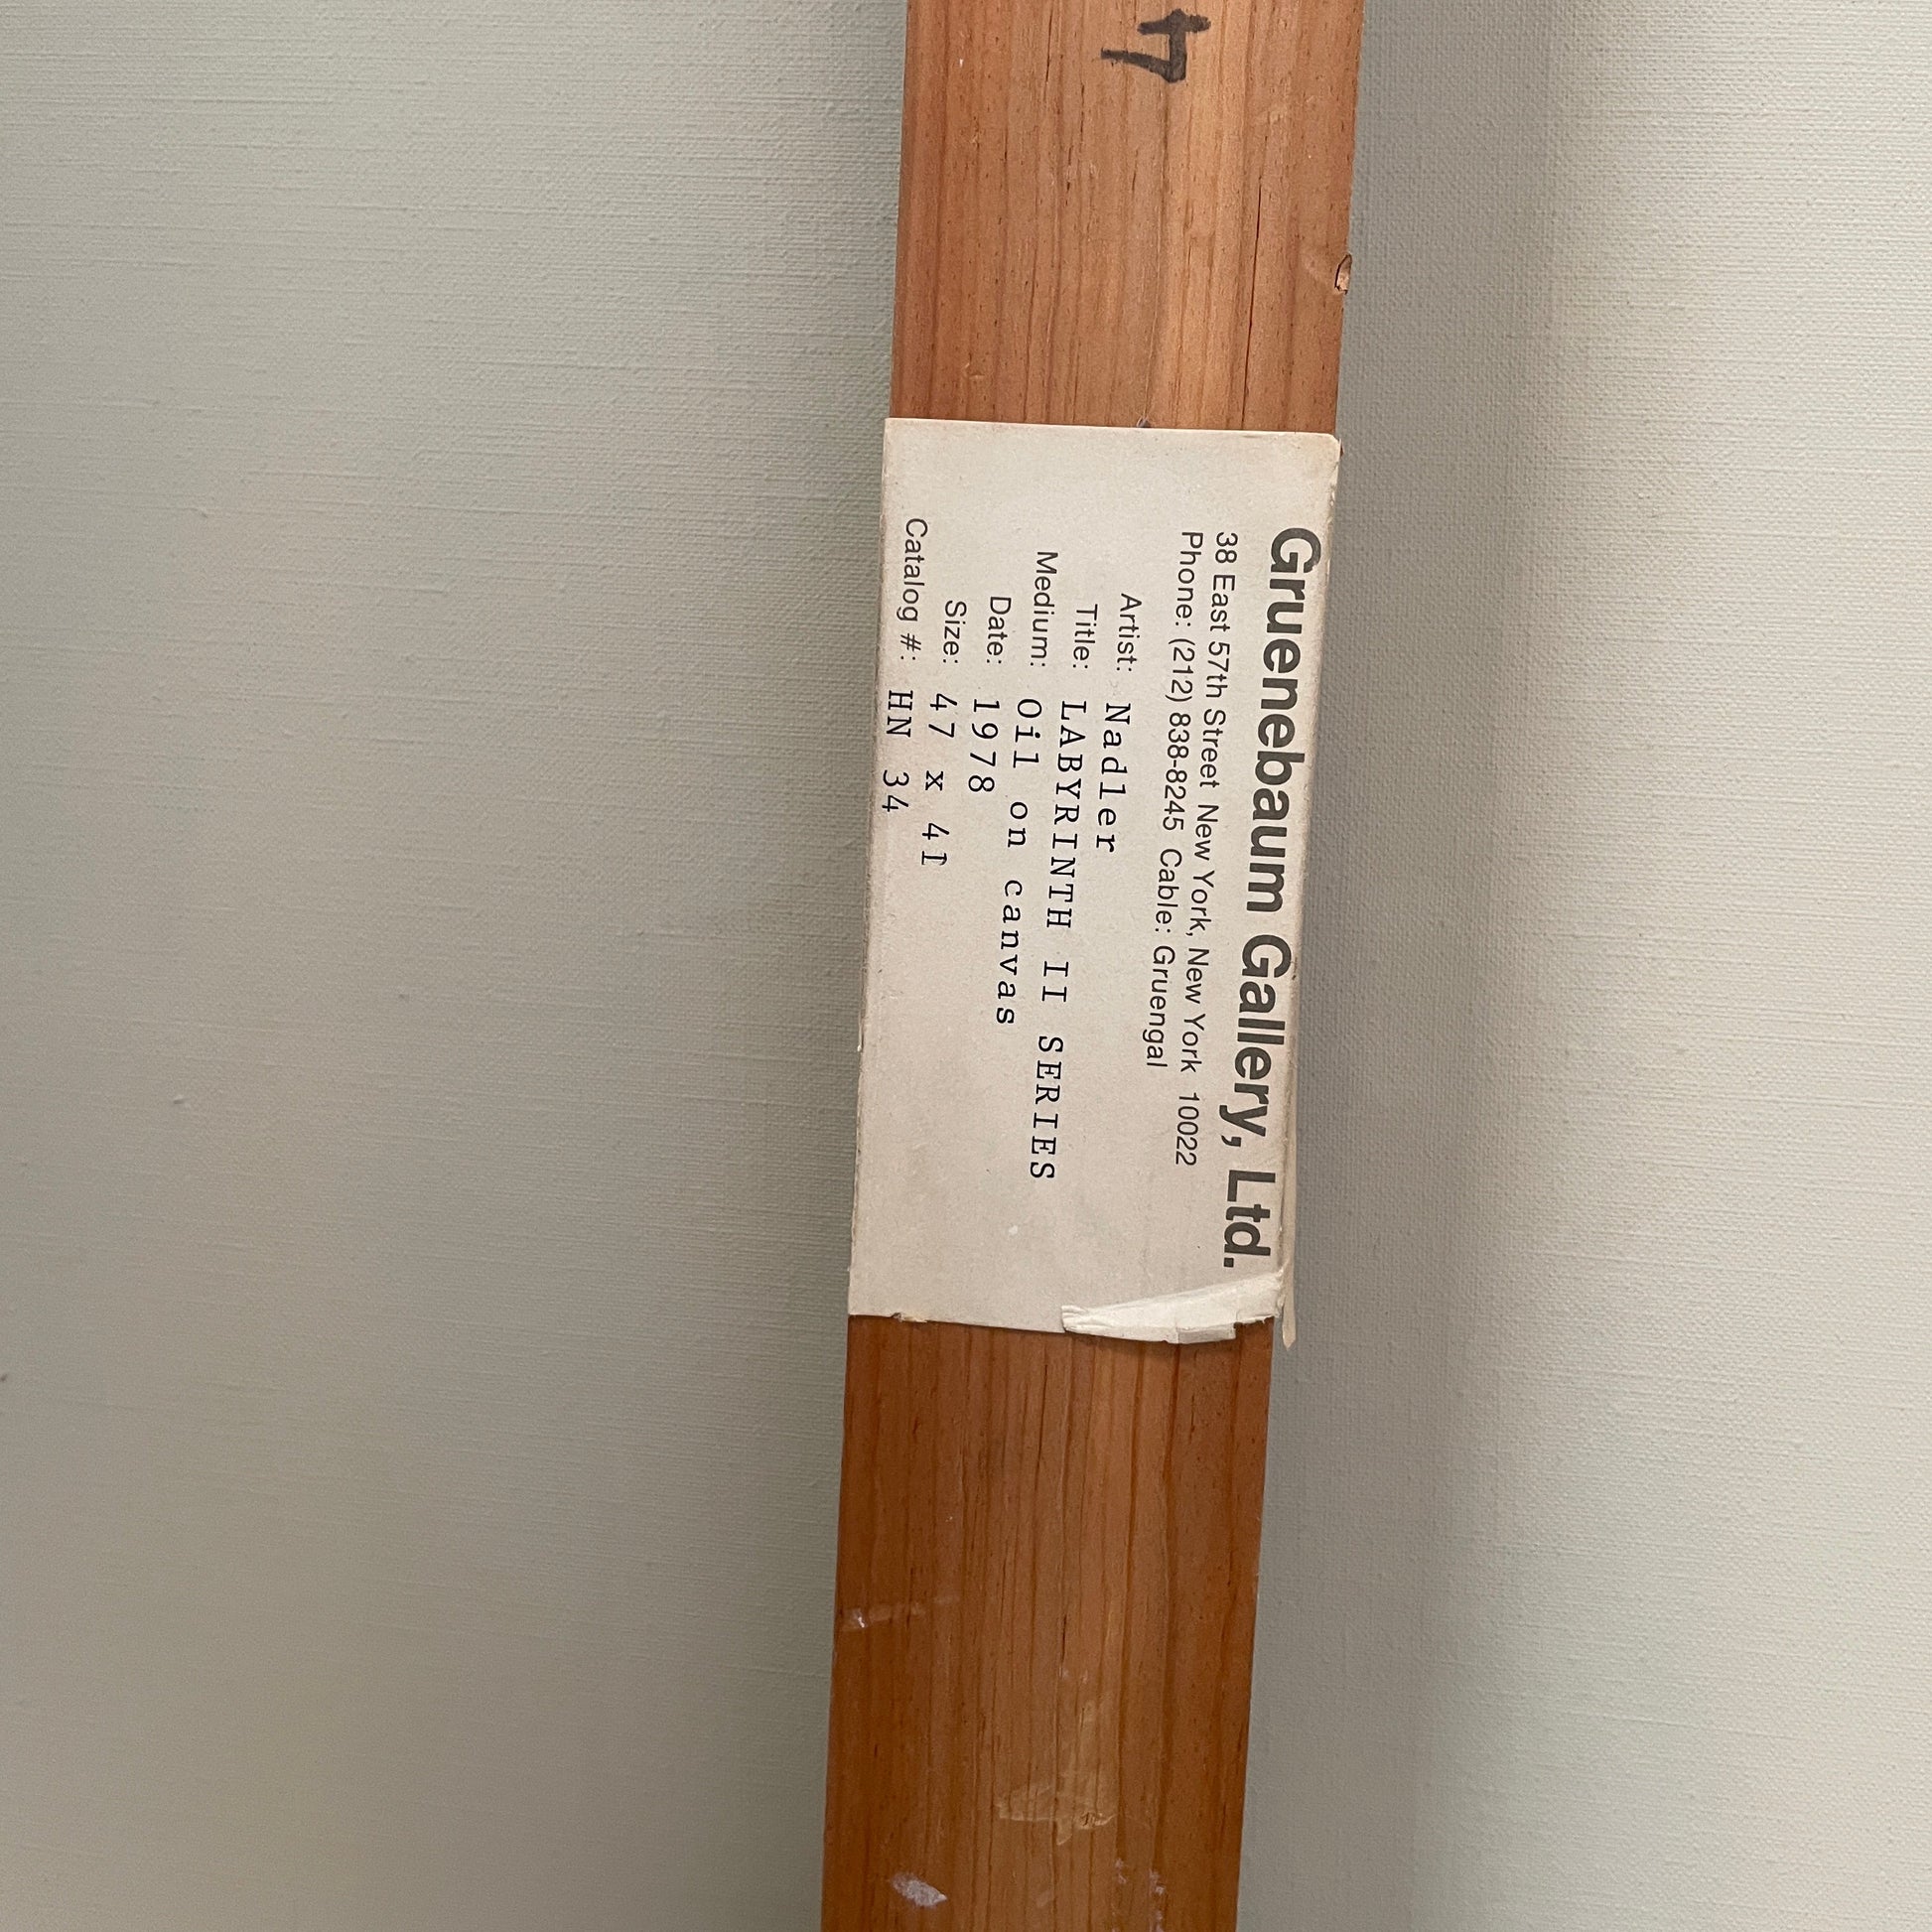 4
Gruenebaum Gallery, Ltd.
38 East 57th Street New York, New York 10022
Phone: (212) 838-8245 Cable: Gruengal
Artist: Nadler
Title: LABYRINTH II SERIES
Medium: Oil on canvas
Date: 1978
Size: 47 x 41
Catalog #: HN 34